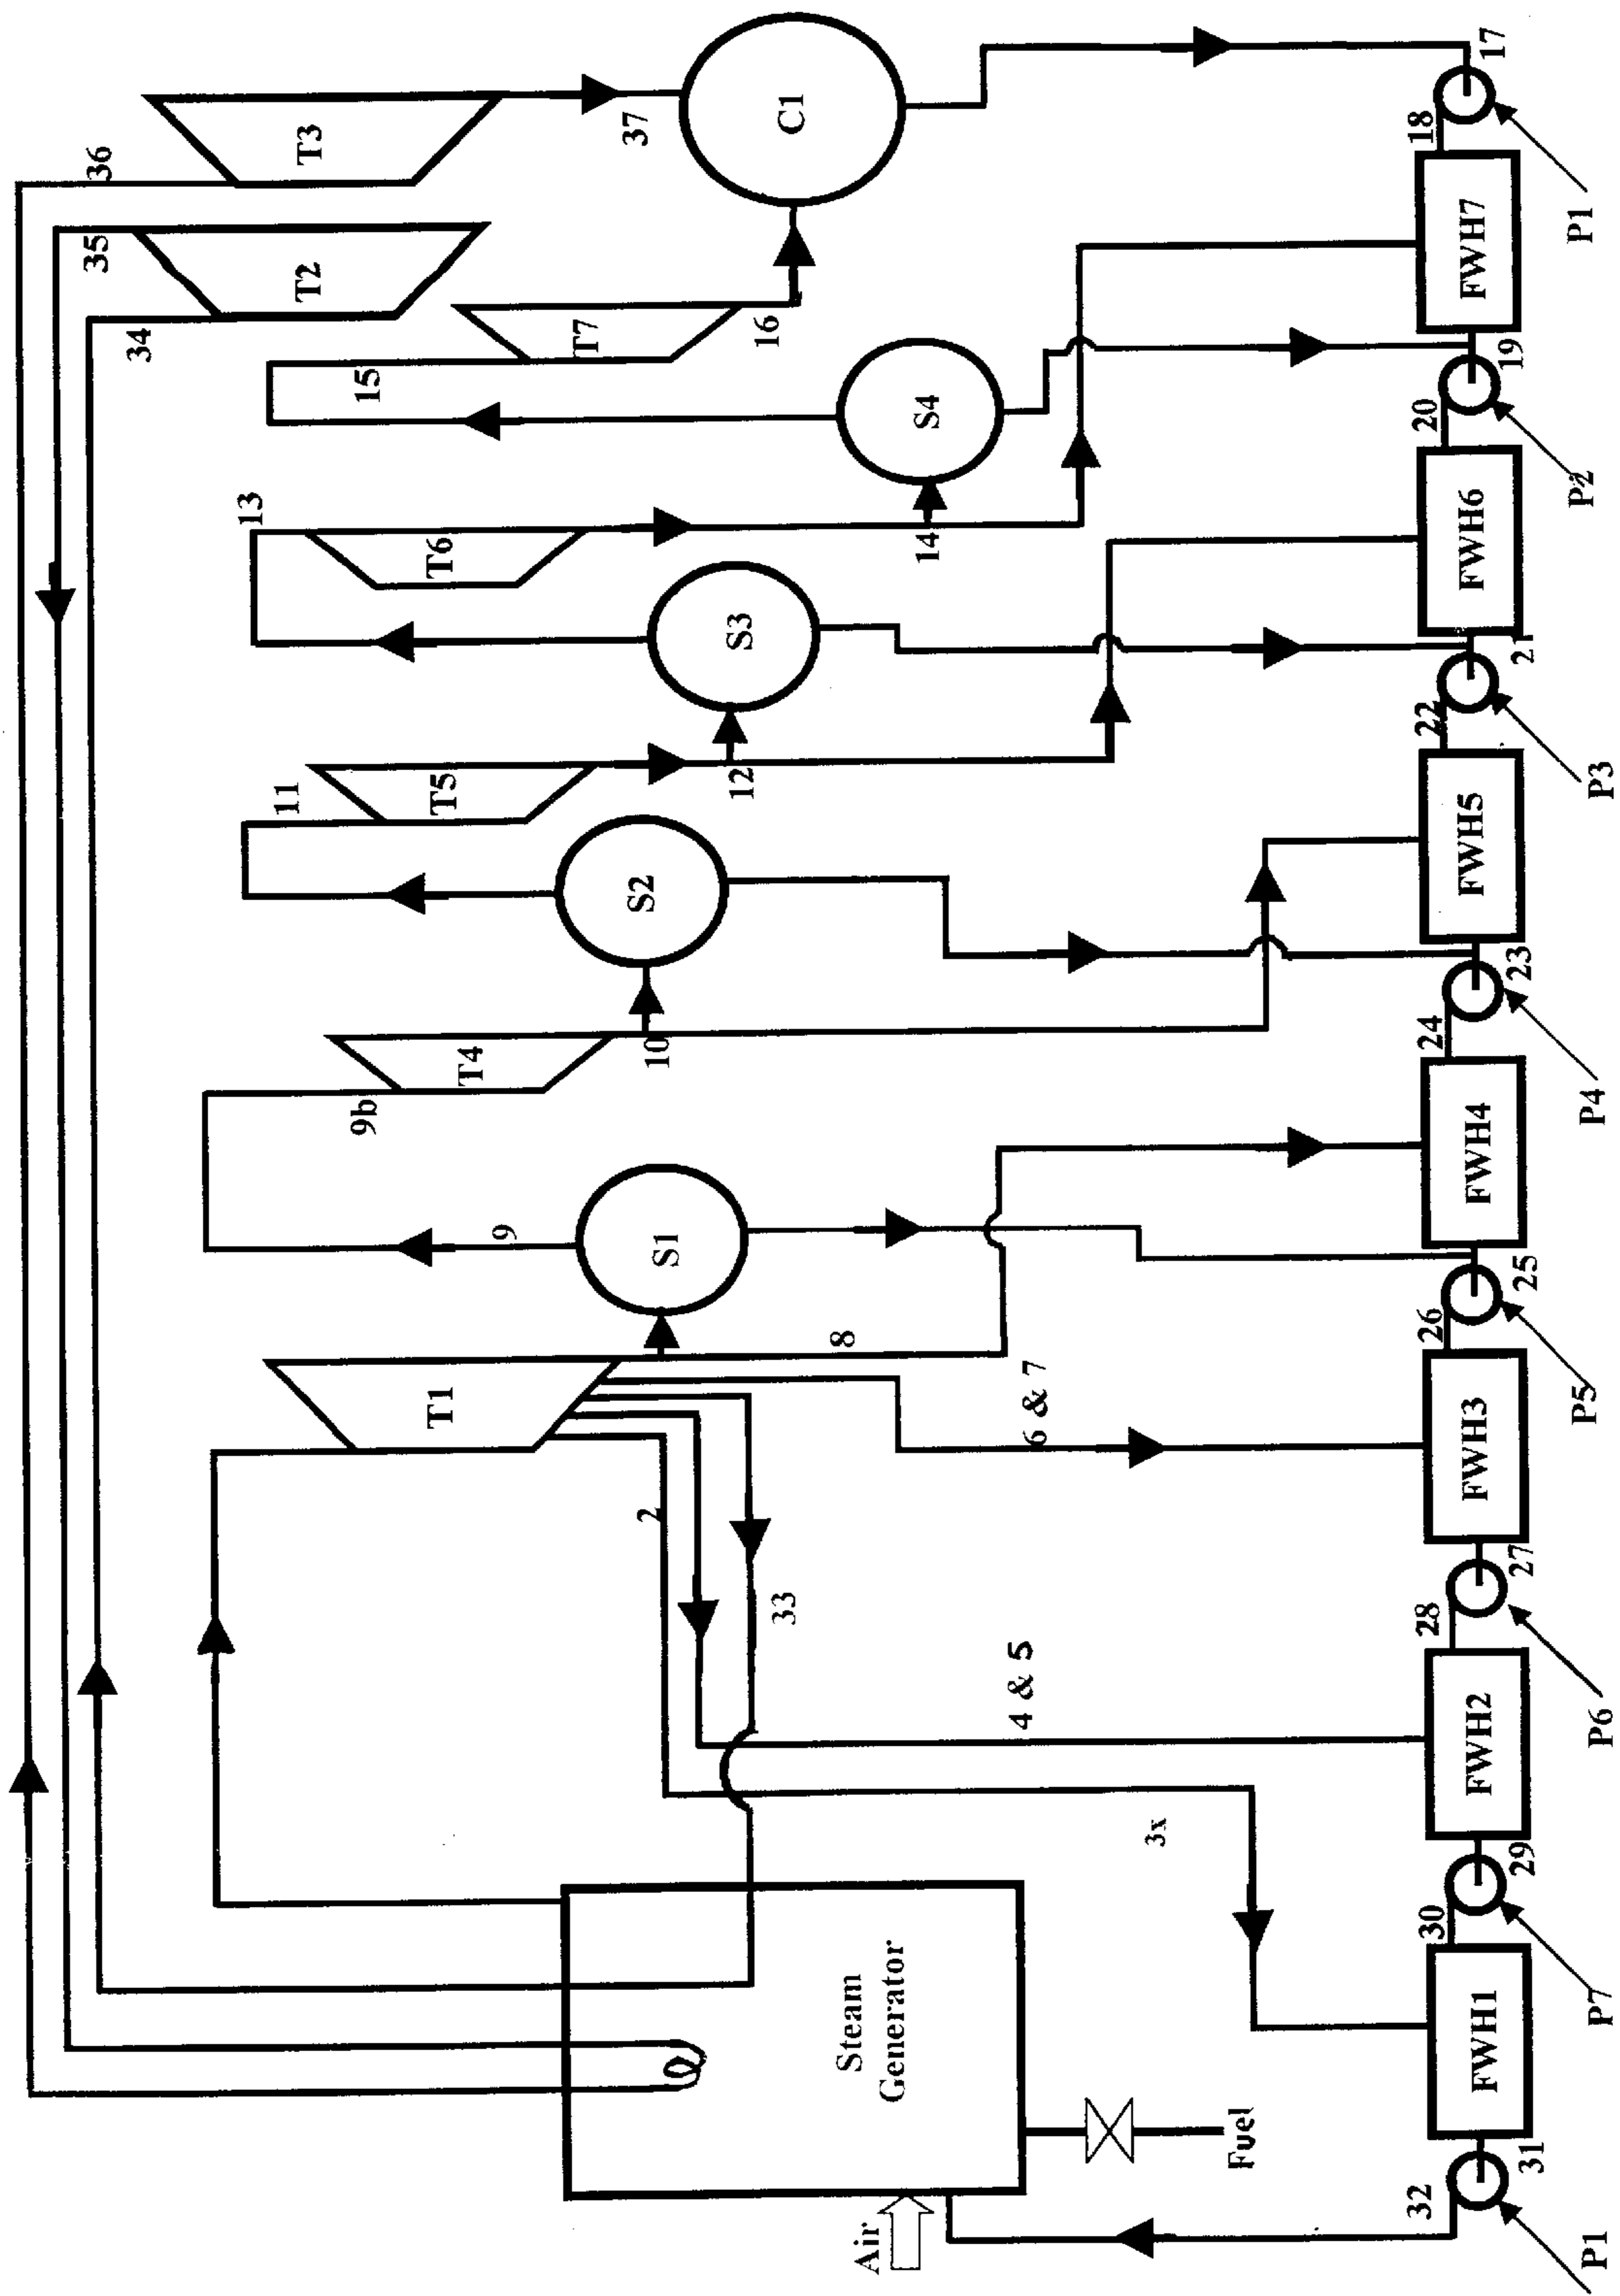 36
35
34
T3
T2
37
C1
17
18
P1
13
15
T7
16
T6
S4
14
FWH7
19
20
P2
11
T5
S3
12
FWH6
21
22
P3
9b
T4
S2
10
FWH5
23
24
P4
9
S1
8
FWH4
25
26
P5
T1
6 & 7
FWH3
27
28
P6
2
33
4 & 5
FWH2
29
30
P7
3x
Steam
Generator
Air
Fuel
FWH1
31
32
P1